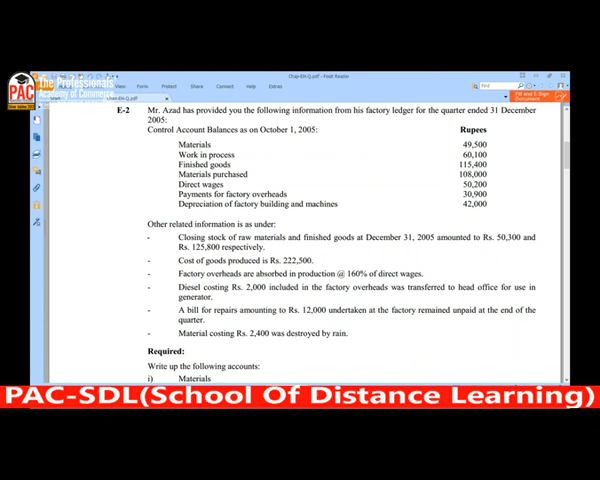 The Professionals
Academy of Commerce
PAC
Chap-EH-Q.pdf - Foxit Reader
View Form Protect Share Connect Help Extras
Find
Chap-EH-Q.pdf
Fill and E-Sign
Document
E-2 Mr. Azad has provided you the following information from his factory ledger for the quarter ended 31 December
2005:
Control Account Balances as on October 1, 2005: Rupees
Materials 49,500
Work in process 60,100
Finished goods 115,400
Materials purchased 108,000
Direct wages 50,200
Payments for factory overheads 30,900
Depreciation of factory building and machines 42,000
Other related information is as under:
- Closing stock of raw materials and finished goods at December 31, 2005 amounted to Rs. 50,300 and
Rs. 125,800 respectively.
- Cost of goods produced is Rs. 222,500.
- Factory overheads are absorbed in production @ 160% of direct wages.
- Diesel costing Rs. 2,000 included in the factory overheads was transferred to head office for use in
generator.
- A bill for repairs amounting to Rs. 12,000 undertaken at the factory remained unpaid at the end of the
quarter.
- Material costing Rs. 2,400 was destroyed by rain.
Required:
Write up the following accounts:
i) Materials
PAC-SDL(School Of Distance Learning)